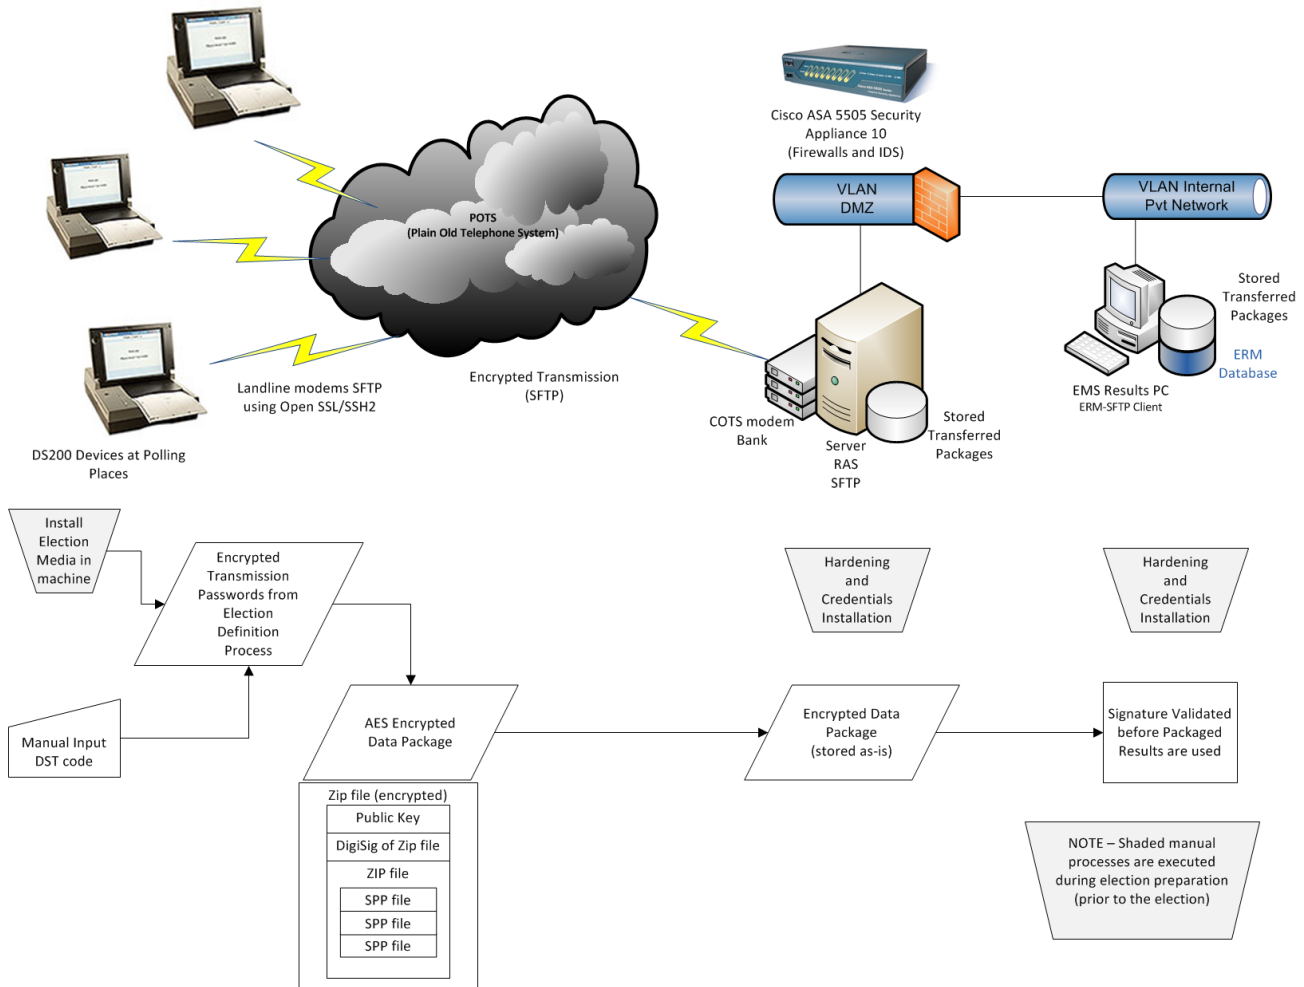 Cisco ASA 5505 Security
Appliance 10
(Firewalls and IDS)
POTS
(Plain Old Telephone System)
VLAN
DMZ
VLAN Internal
Pvt Network
Stored
Transferred
Packages
ERM
Database
EMS Results PC
ERM-SFTP Client
Landline modems SFTP
using Open SSL/SSH2
Encrypted Transmission
(SFTP)
COTS modem
Bank
Server
RAS
SFTP
Stored
Transferred
Packages
DS200 Devices at Polling
Places
Install
Election
Media in
machine
Encrypted
Transmission
Passwords from
Election
Definition
Process
Hardening
and
Credentials
Installation
Hardening
and
Credentials
Installation
Manual Input
DST code
AES Encrypted
Data Package
Encrypted Data
Package
(stored as-is)
Signature Validated
before Packaged
Results are used
Zip file (encrypted)
Public Key
DigiSig of Zip file
ZIP file
SPP file
SPP file
SPP file
NOTE – Shaded manual
processes are executed
during election preparation
(prior to the election)